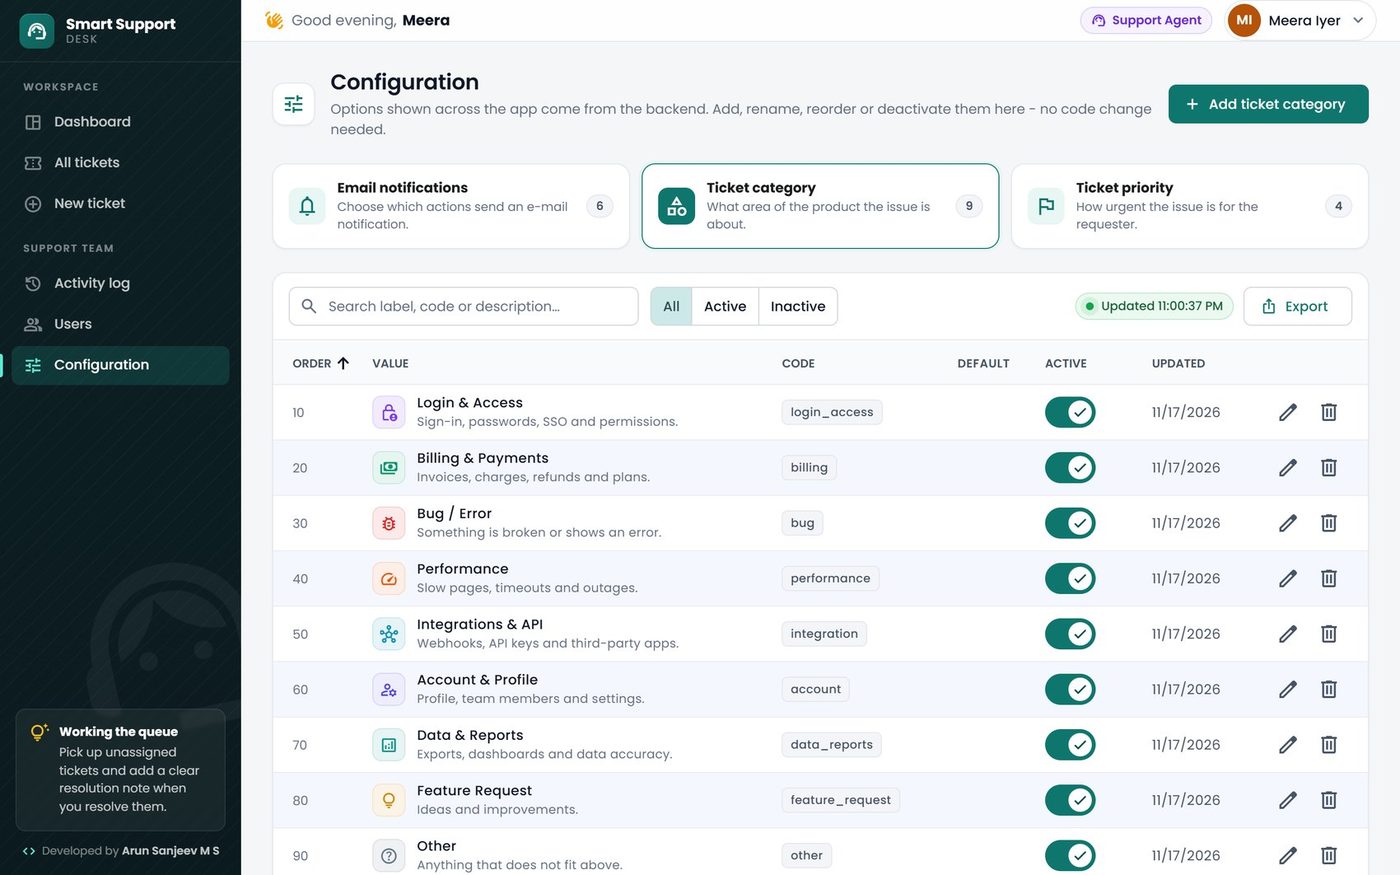 Smart Support
DESK
WORKSPACE
Dashboard
All tickets
New ticket
SUPPORT TEAM
Activity log
Users
Configuration
Working the queue
Pick up unassigned
tickets and add a clear
resolution note when
you resolve them.
Developed by Arun Sanjeev M S
Good evening, Meera
Support Agent
MI
Meera Iyer
Configuration
Options shown across the app come from the backend. Add, rename, reorder or deactivate them here - no code change
needed.
+ Add ticket category
Email notifications
Choose which actions send an e-mail
notification.
6
Ticket category
What area of the product the issue is
about.
9
Ticket priority
How urgent the issue is for the
requester.
4
Search label, code or description...
All
Active
Inactive
Updated 11:00:37 PM
Export
ORDER VALUE CODE DEFAULT ACTIVE UPDATED
10 Login & Access login_access 11/17/2026
Sign-in, passwords, SSO and permissions.
20 Billing & Payments billing 11/17/2026
Invoices, charges, refunds and plans.
30 Bug / Error bug 11/17/2026
Something is broken or shows an error.
40 Performance performance 11/17/2026
Slow pages, timeouts and outages.
50 Integrations & API integration 11/17/2026
Webhooks, API keys and third-party apps.
60 Account & Profile account 11/17/2026
Profile, team members and settings.
70 Data & Reports data_reports 11/17/2026
Exports, dashboards and data accuracy.
80 Feature Request feature_request 11/17/2026
Ideas and improvements.
90 Other other 11/17/2026
Anything that does not fit above.